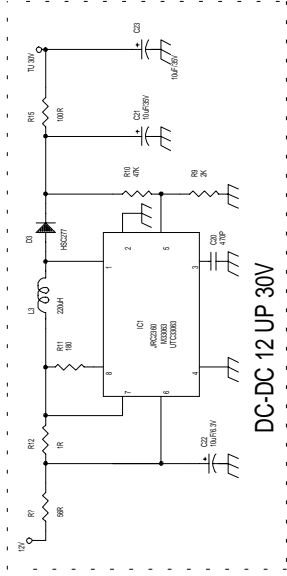 12V
R?
56R
R12
1R
R11
180
L3
220uH
D3
HSC277
R15
100R
TU 30V
C21
10uF/35V
C23
10uF/35V
R10
47K
R9
2K
C20
470P
C22
10uF/6.3V
8
7
6
1
2
5
3
4
IC1
JRC2360
M33063
UTC33063
DC-DC 12 UP 30V